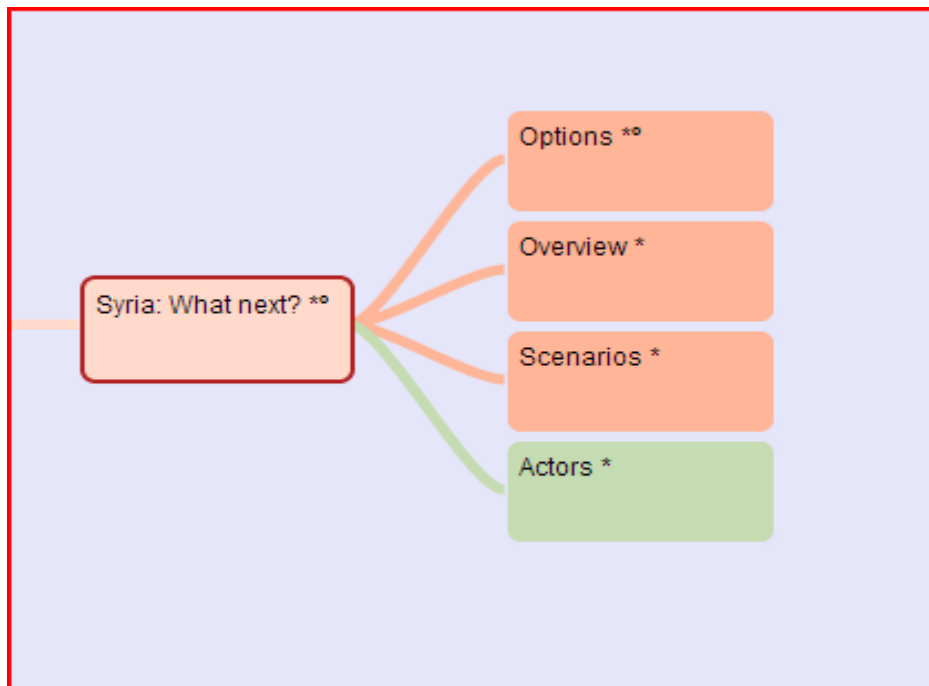 Options *º
Overview *
Syria: What next? *º
Scenarios *
Actors *